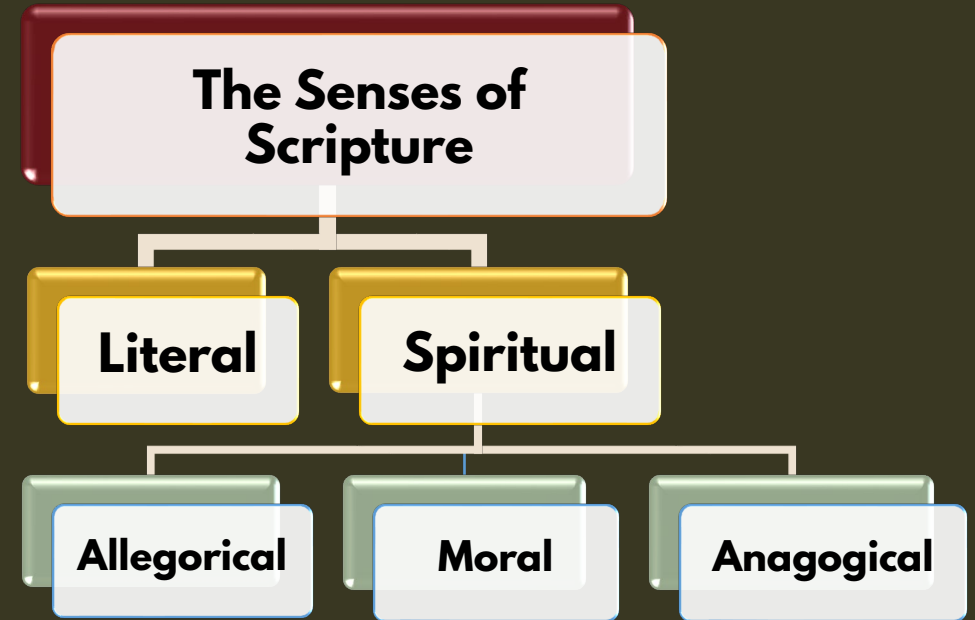 The Senses of
Scripture
Literal
Spiritual
Allegorical
Moral
Anagogical